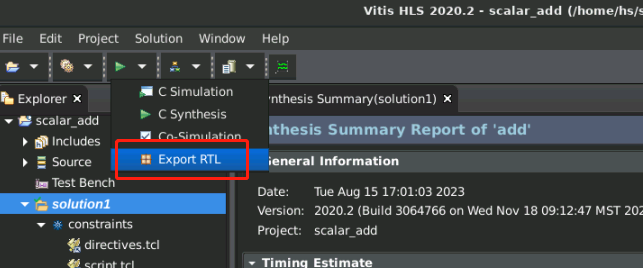 Vitis HLS 2020.2 - scalar_add (/home/hs/s
File Edit Project Solution Window Help
Explorer
nthesis Summary(solution1)
C Simulation
C Synthesis
Co-Simulation
Export RTL
scalar_add
Includes
Source
Test Bench
solution1
constraints
directives.tcl
script.tcl
nthesis Summary Report of 'add'
General Information
Date: Tue Aug 15 17:01:03 2023
Version: 2020.2 (Build 3064766 on Wed Nov 18 09:12:47 MST 202
Project: scalar_add
Timing Estimate